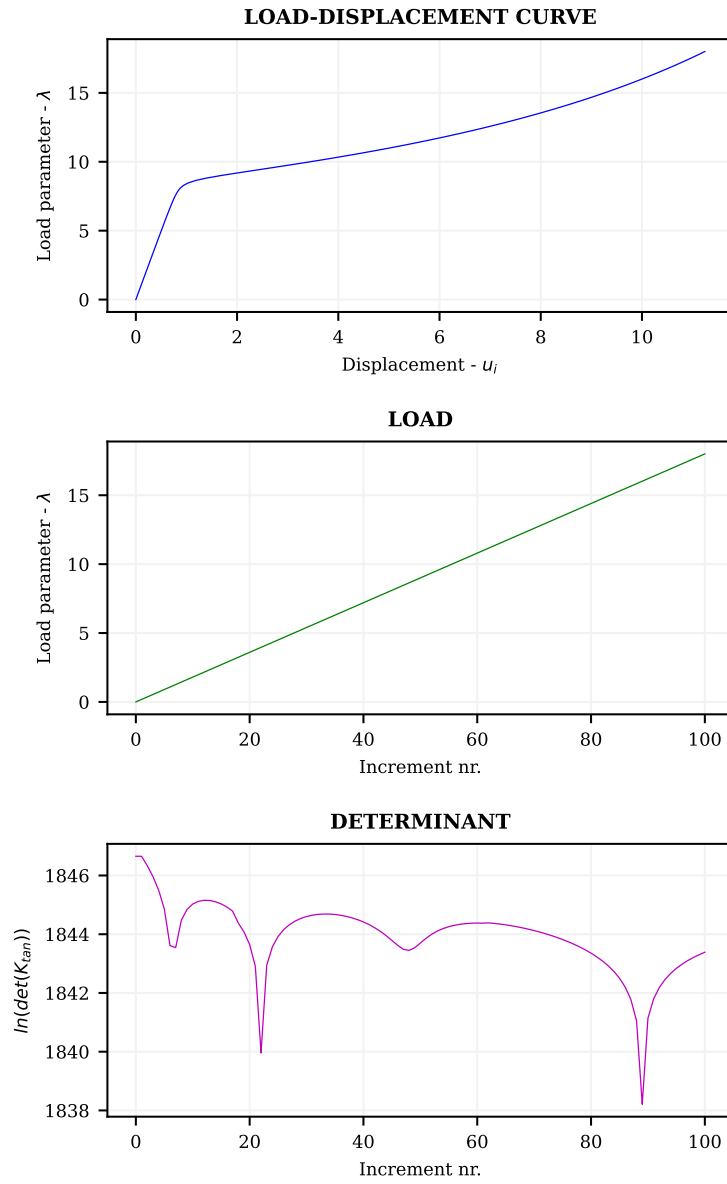 LOAD-DISPLACEMENT CURVE
Load parameter - λ
15
10
5
0
0 2 4 6 8 10
Displacement - u_i
LOAD
Load parameter - λ
15
10
5
0
0 20 40 60 80 100
Increment nr.
DETERMINANT
ln(det(K_tan))
1846
1844
1842
1840
1838
0 20 40 60 80 100
Increment nr.